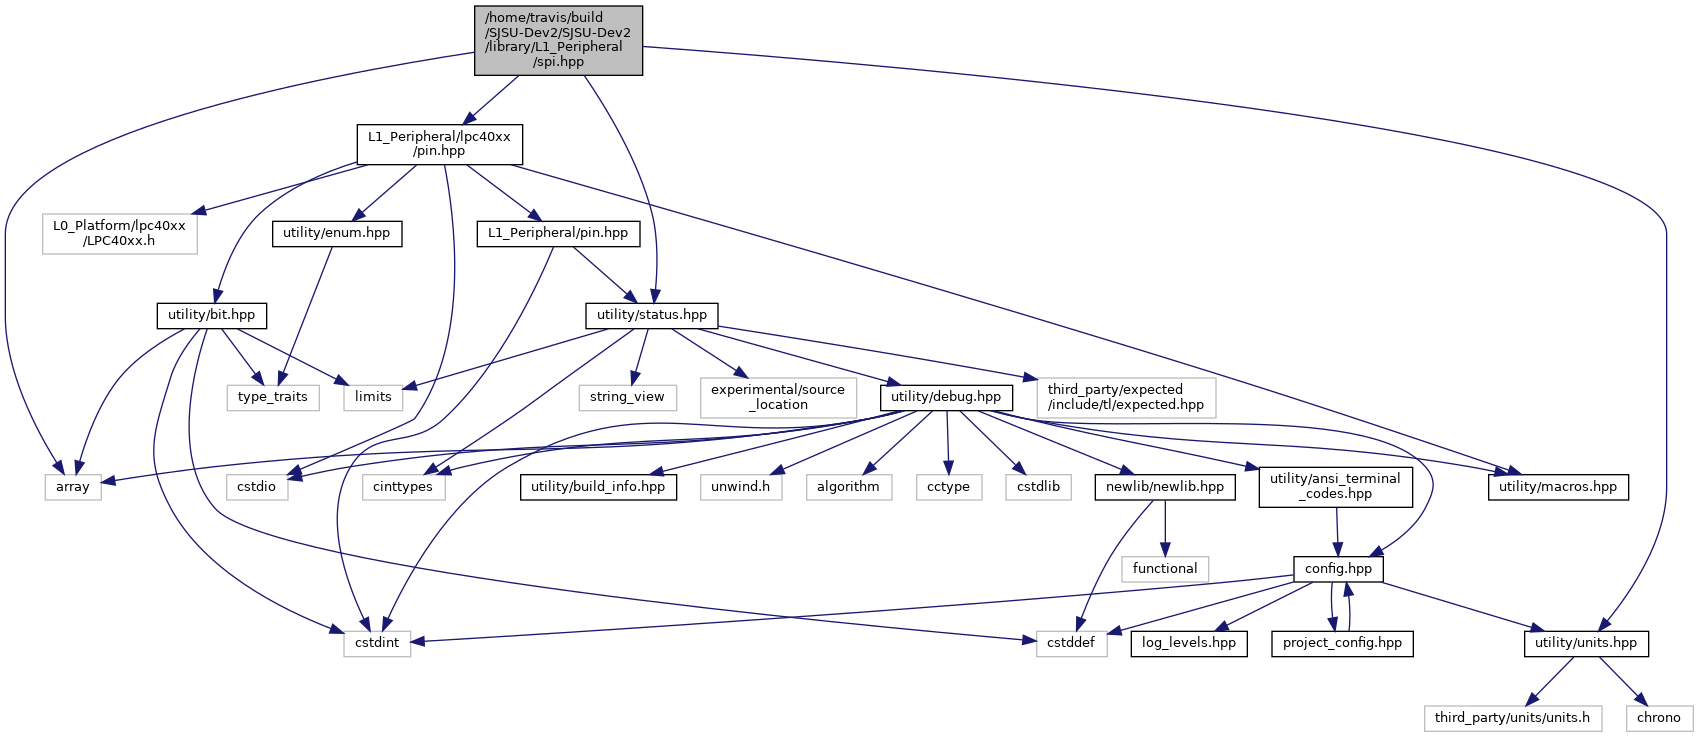 /home/travis/build
/SJSU-Dev2/SJSU-Dev2
/library/L1_Peripheral
/spi.hpp
L1_Peripheral/lpc40xx
/pin.hpp
L0_Platform/lpc40xx
/LPC40xx.h
utility/enum.hpp
L1_Peripheral/pin.hpp
utility/bit.hpp
utility/status.hpp
type_traits
limits
string_view
experimental/source
_location
utility/debug.hpp
third_party/expected
/include/tl/expected.hpp
array
cstdio
cinttypes
utility/build_info.hpp
unwind.h
algorithm
cctype
cstdlib
newlib/newlib.hpp
utility/ansi_terminal
_codes.hpp
utility/macros.hpp
functional
config.hpp
cstdint
cstddef
log_levels.hpp
project_config.hpp
utility/units.hpp
third_party/units/units.h
chrono